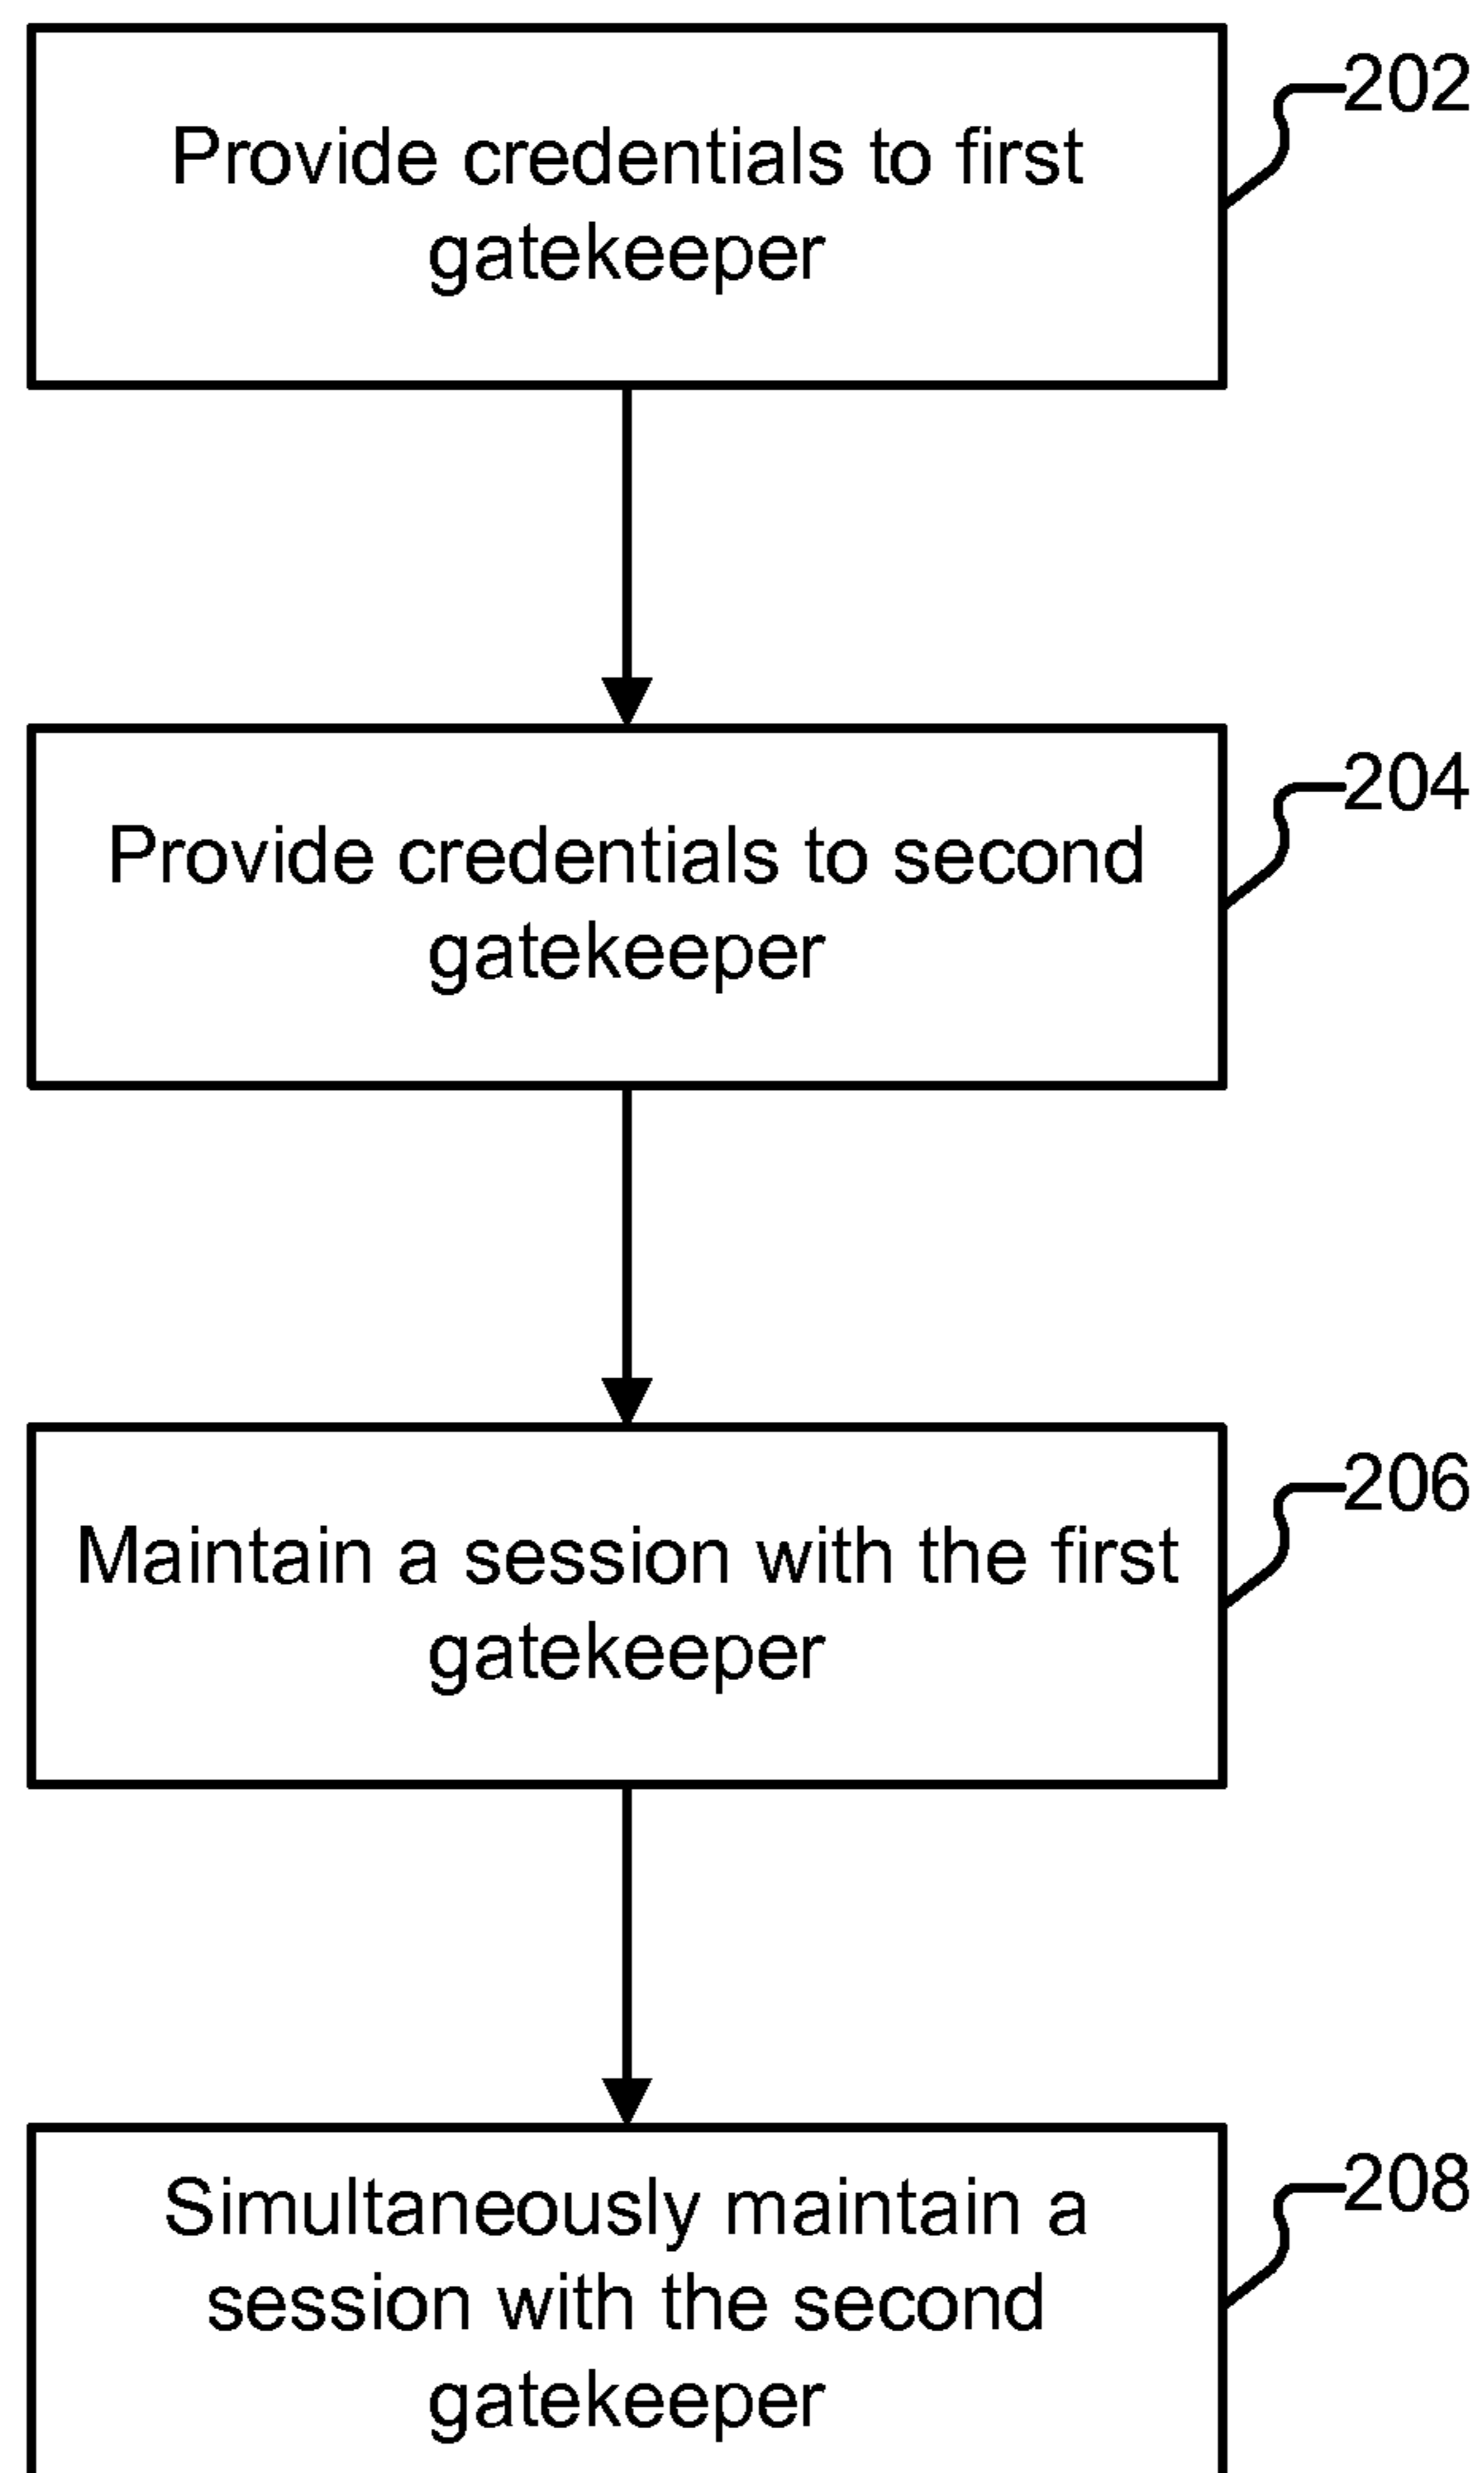 202
Provide credentials to first
gatekeeper
204
Provide credentials to second
gatekeeper
206
Maintain a session with the first
gatekeeper
208
Simultaneously maintain a
session with the second
gatekeeper